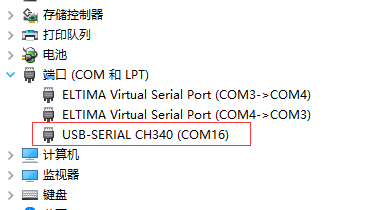 存储控制器
打印队列
电池
端口 (COM 和 LPT)
ELTIMA Virtual Serial Port (COM3->COM4)
ELTIMA Virtual Serial Port (COM4->COM3)
USB-SERIAL CH340 (COM16)
计算机
监视器
键盘